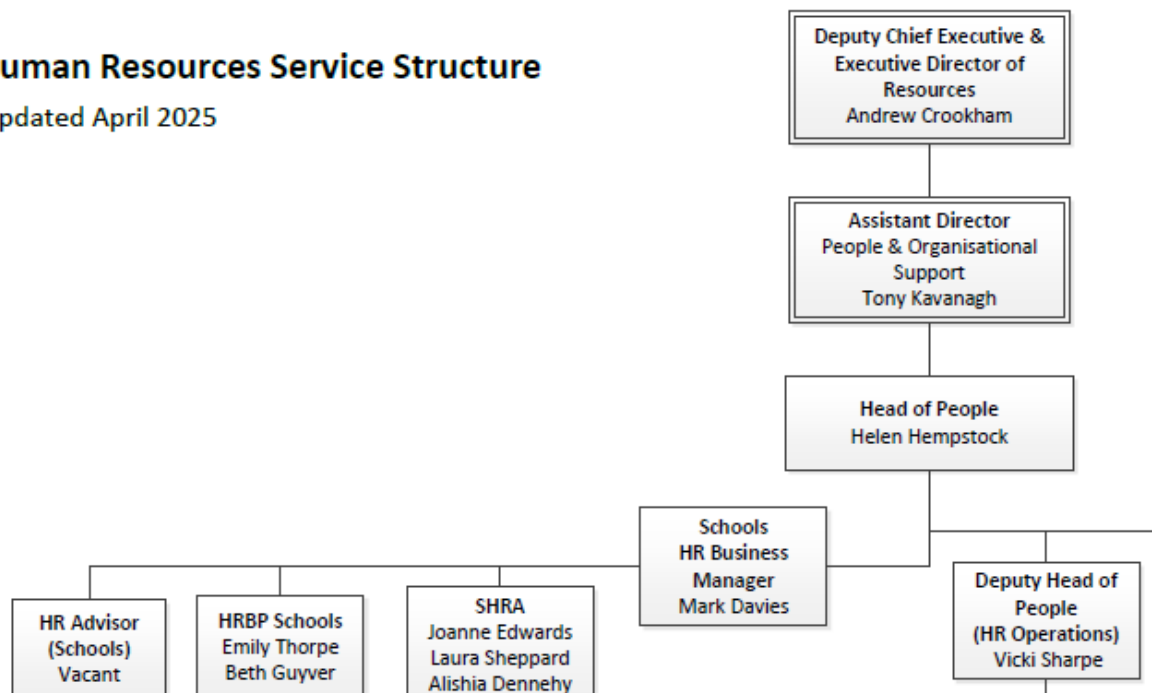 uman Resources Service Structure
pdated April 2025
Deputy Chief Executive &
Executive Director of
Resources
Andrew Crookham
Assistant Director
People & Organisational
Support
Tony Kavanagh
Head of People
Helen Hempstock
Schools
HR Business
Manager
Mark Davies
Deputy Head of
People
(HR Operations)
Vicki Sharpe
HR Advisor
(Schools)
Vacant
HRBP Schools
Emily Thorpe
Beth Guyver
SHRA
Joanne Edwards
Laura Sheppard
Alishia Dennehy